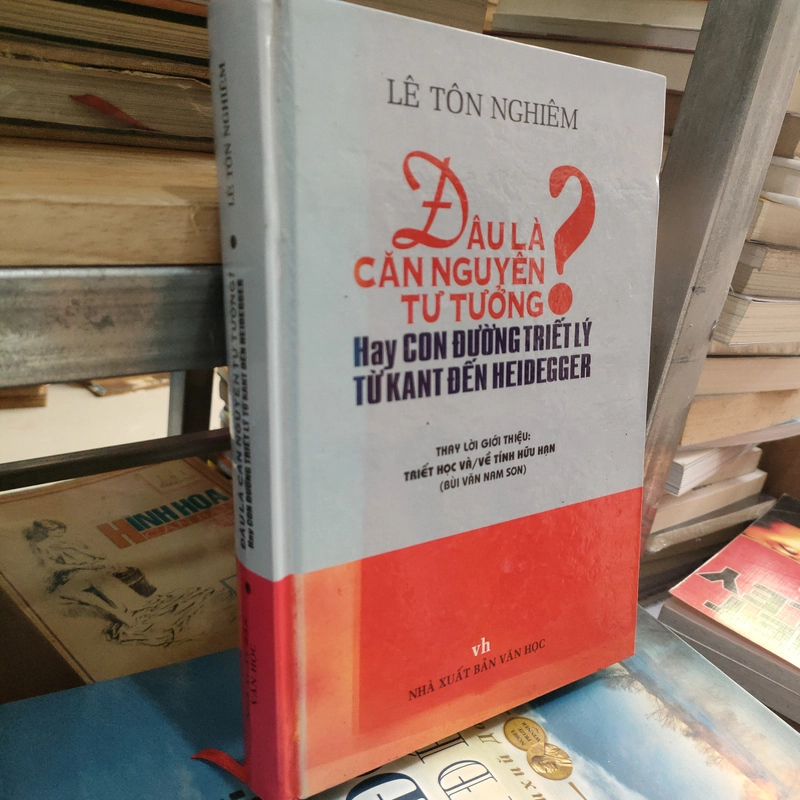 LÊ TÔN NGHIÊM
ĐÂU LÀ
CĂN NGUYÊN
TƯ TƯỞNG?
Hay CON ĐƯỜNG TRIẾT LÝ
TỪ KANT ĐẾN HEIDEGGER
THAY LỜI GIỚI THIỆU:
TRIẾT HỌC VÀ/VỀ TÍNH HỮU HẠN
(BÙI VĂN NAM SƠN)
vh
NHÀ XUẤT BẢN VĂN HỌC
LÊ TÔN NGHIÊM
ĐÂU LÀ CĂN NGUYÊN TƯ TƯỞNG?
Hay CON ĐƯỜNG TRIẾT LÝ TỪ KANT ĐẾN HEIDEGGER
VĂN HỌC
HÌNH HỌA